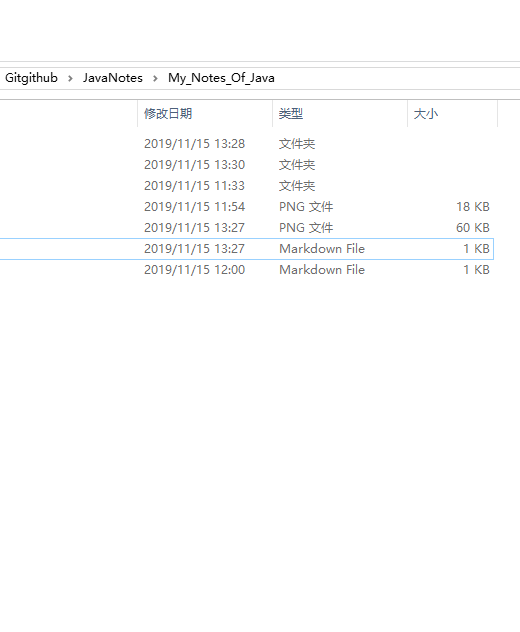 Gitgithub › JavaNotes › My_Notes_Of_Java
修改日期 类型 大小
2019/11/15 13:28 文件夹
2019/11/15 13:30 文件夹
2019/11/15 11:33 文件夹
2019/11/15 11:54 PNG 文件 18 KB
2019/11/15 13:27 PNG 文件 60 KB
2019/11/15 13:27 Markdown File 1 KB
2019/11/15 12:00 Markdown File 1 KB